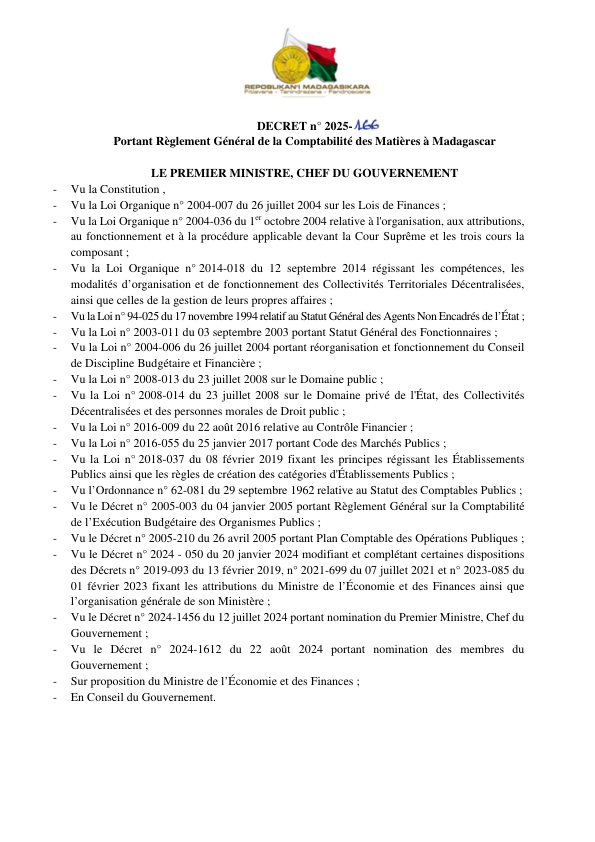 REPOBLIKAN'I MADAGASIKARA
Fitiavana - Tanindrazana - Fandrosoana
DECRET n° 2025-166
Portant Règlement Général de la Comptabilité des Matières à Madagascar
LE PREMIER MINISTRE, CHEF DU GOUVERNEMENT
- Vu la Constitution ,
- Vu la Loi Organique n° 2004-007 du 26 juillet 2004 sur les Lois de Finances ;
- Vu la Loi Organique n° 2004-036 du 1er octobre 2004 relative à l'organisation, aux attributions,
au fonctionnement et à la procédure applicable devant la Cour Suprême et les trois cours la
composant ;
- Vu la Loi Organique n° 2014-018 du 12 septembre 2014 régissant les compétences, les
modalités d'organisation et de fonctionnement des Collectivités Territoriales Décentralisées,
ainsi que celles de la gestion de leurs propres affaires ;
- Vu la Loi n° 94-025 du 17 novembre 1994 relatif au Statut Général des Agents Non Encadrés de l'État ;
- Vu la Loi n° 2003-011 du 03 septembre 2003 portant Statut Général des Fonctionnaires ;
- Vu la Loi n° 2004-006 du 26 juillet 2004 portant réorganisation et fonctionnement du Conseil
de Discipline Budgétaire et Financière ;
- Vu la Loi n° 2008-013 du 23 juillet 2008 sur le Domaine public ;
- Vu la Loi n° 2008-014 du 23 juillet 2008 sur le Domaine privé de l'État, des Collectivités
Décentralisées et des personnes morales de Droit public ;
- Vu la Loi n° 2016-009 du 22 août 2016 relative au Contrôle Financier ;
- Vu la Loi n° 2016-055 du 25 janvier 2017 portant Code des Marchés Publics ;
- Vu la Loi n° 2018-037 du 08 février 2019 fixant les principes régissant les Établissements
Publics ainsi que les règles de création des catégories d'Établissements Publics ;
- Vu l'Ordonnance n° 62-081 du 29 septembre 1962 relative au Statut des Comptables Publics ;
- Vu le Décret n° 2005-003 du 04 janvier 2005 portant Règlement Général sur la Comptabilité
de l'Exécution Budgétaire des Organismes Publics ;
- Vu le Décret n° 2005-210 du 26 avril 2005 portant Plan Comptable des Opérations Publiques ;
- Vu le Décret n° 2024 - 050 du 20 janvier 2024 modifiant et complétant certaines dispositions
des Décrets n° 2019-093 du 13 février 2019, n° 2021-699 du 07 juillet 2021 et n° 2023-085 du
01 février 2023 fixant les attributions du Ministre de l'Économie et des Finances ainsi que
l'organisation générale de son Ministère ;
- Vu le Décret n° 2024-1456 du 12 juillet 2024 portant nomination du Premier Ministre, Chef du
Gouvernement ;
- Vu le Décret n° 2024-1612 du 22 août 2024 portant nomination des membres du
Gouvernement ;
- Sur proposition du Ministre de l'Économie et des Finances ;
- En Conseil du Gouvernement.